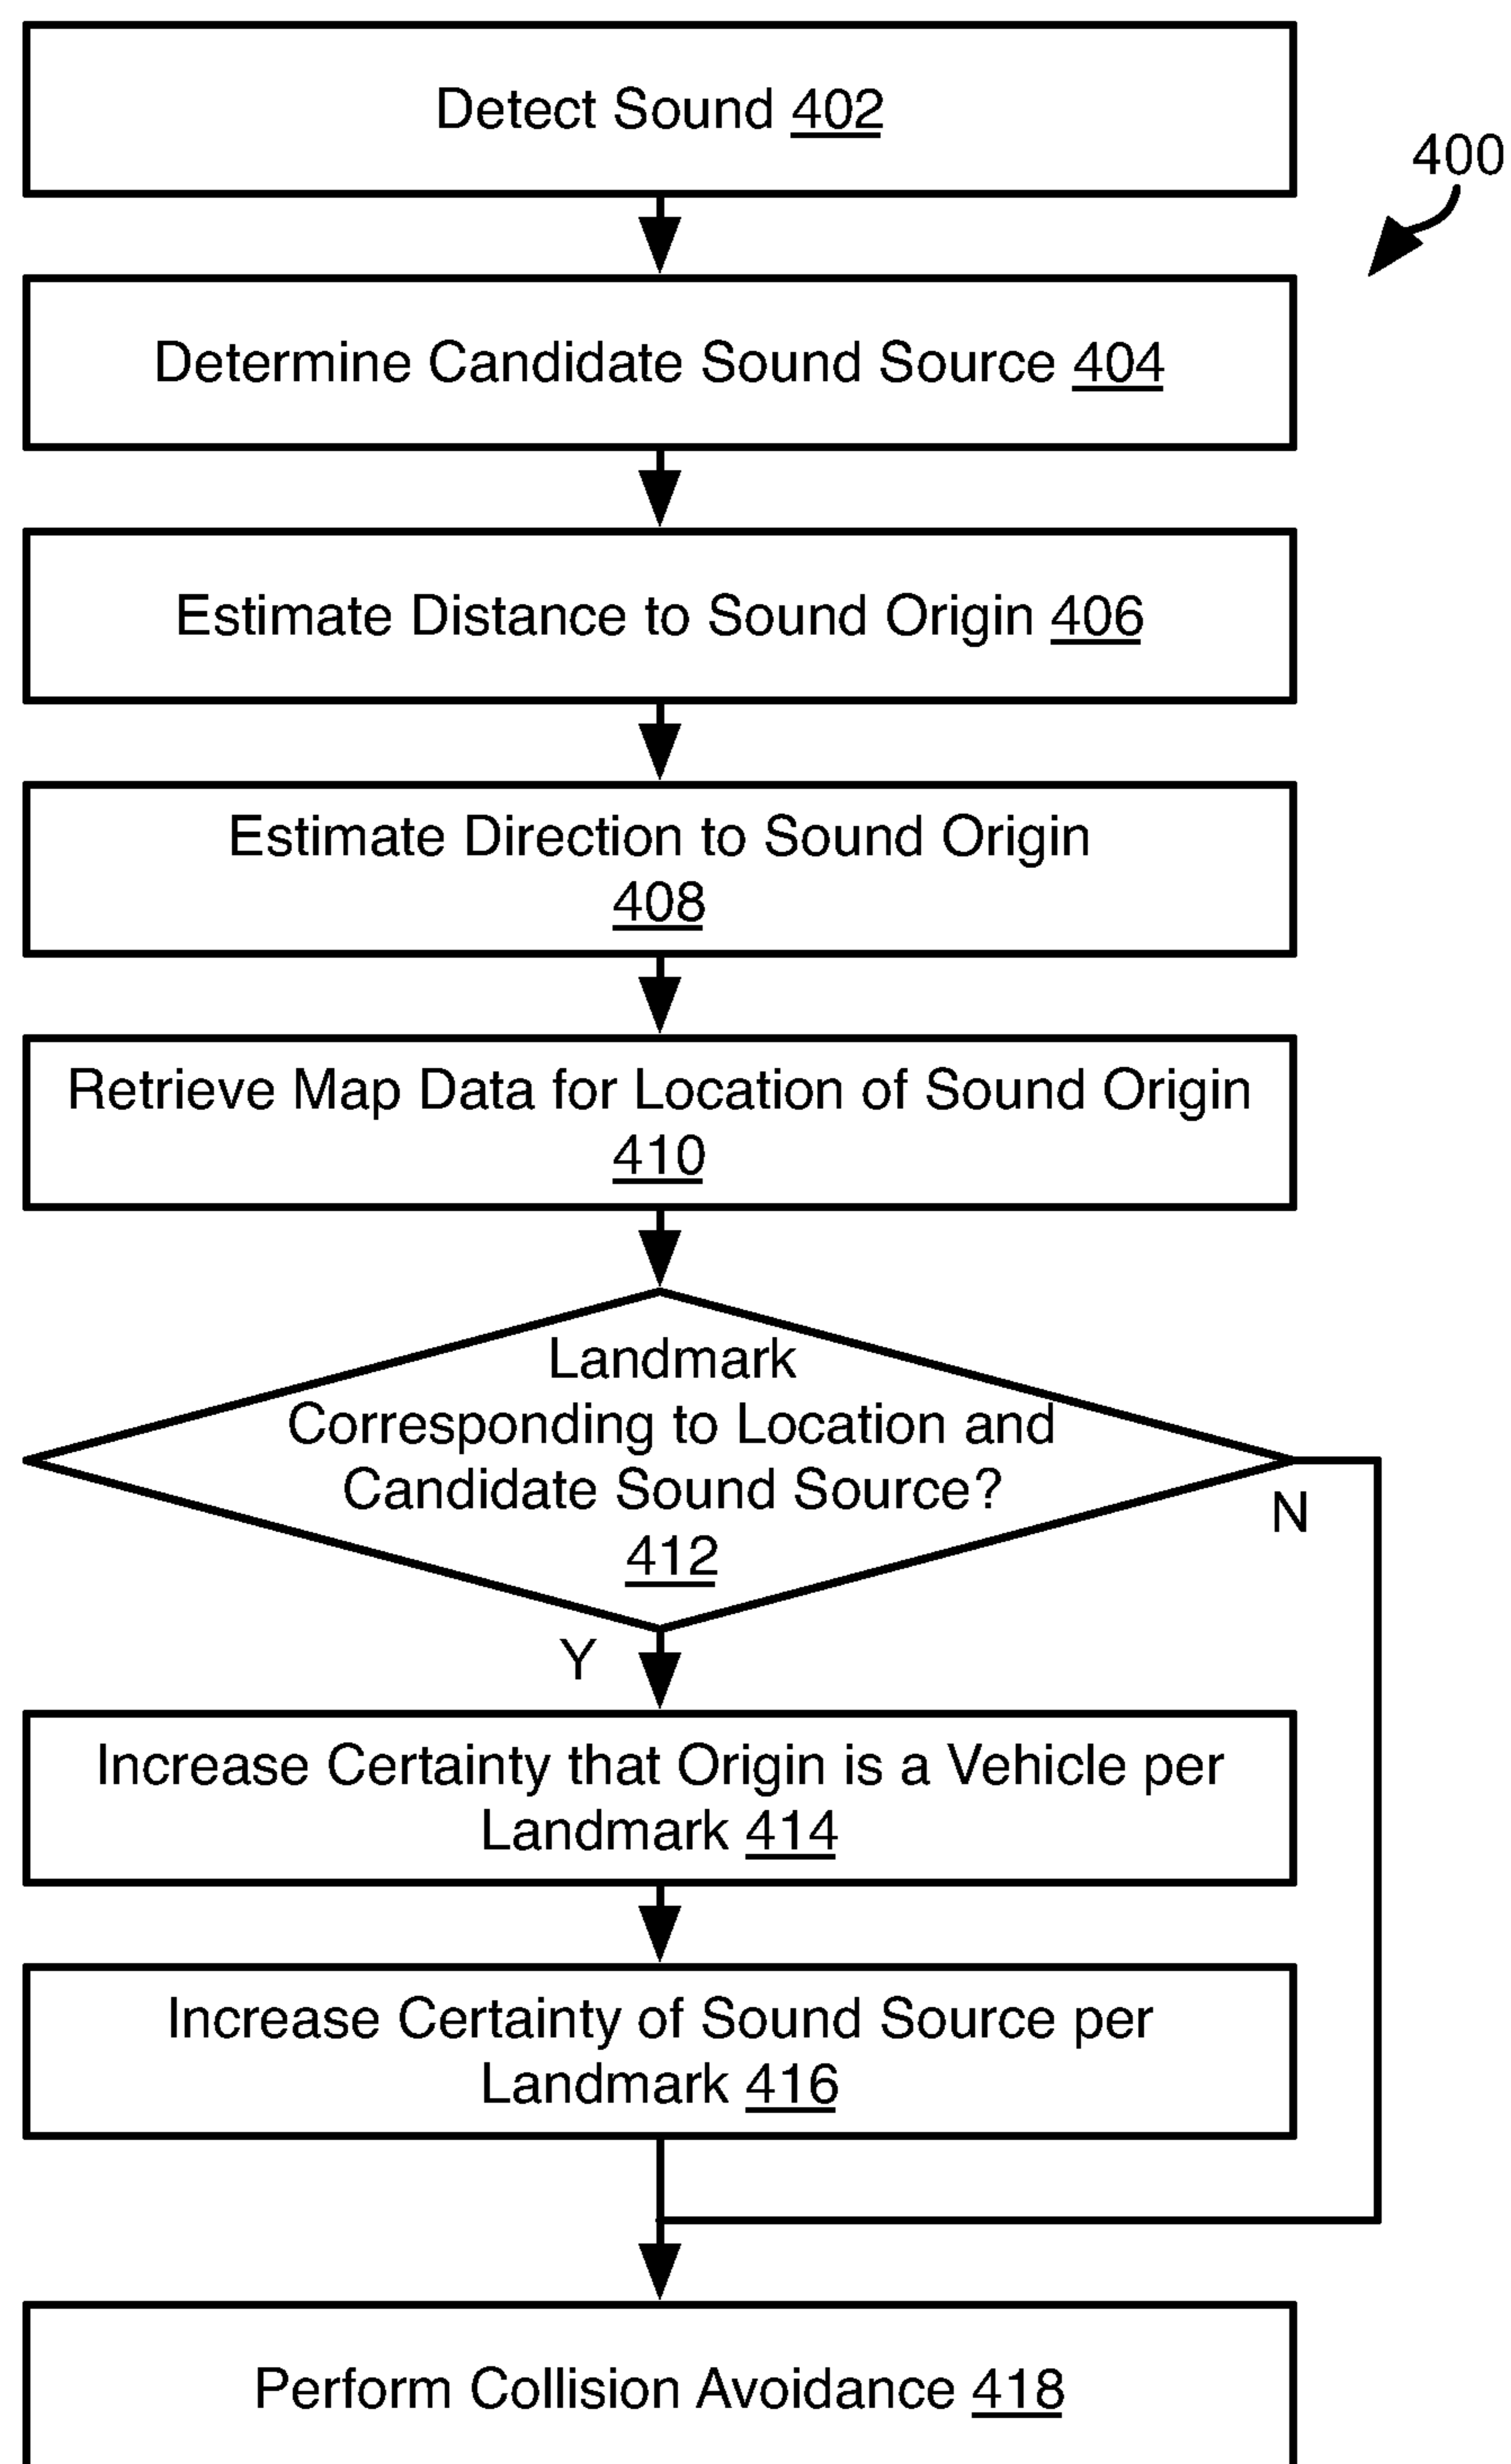 Detect Sound 402
400
Determine Candidate Sound Source 404
Estimate Distance to Sound Origin 406
Estimate Direction to Sound Origin
408
Retrieve Map Data for Location of Sound Origin
410
Landmark
Corresponding to Location and
Candidate Sound Source?
412
N
Y
Increase Certainty that Origin is a Vehicle per
Landmark 414
Increase Certainty of Sound Source per
Landmark 416
Perform Collision Avoidance 418